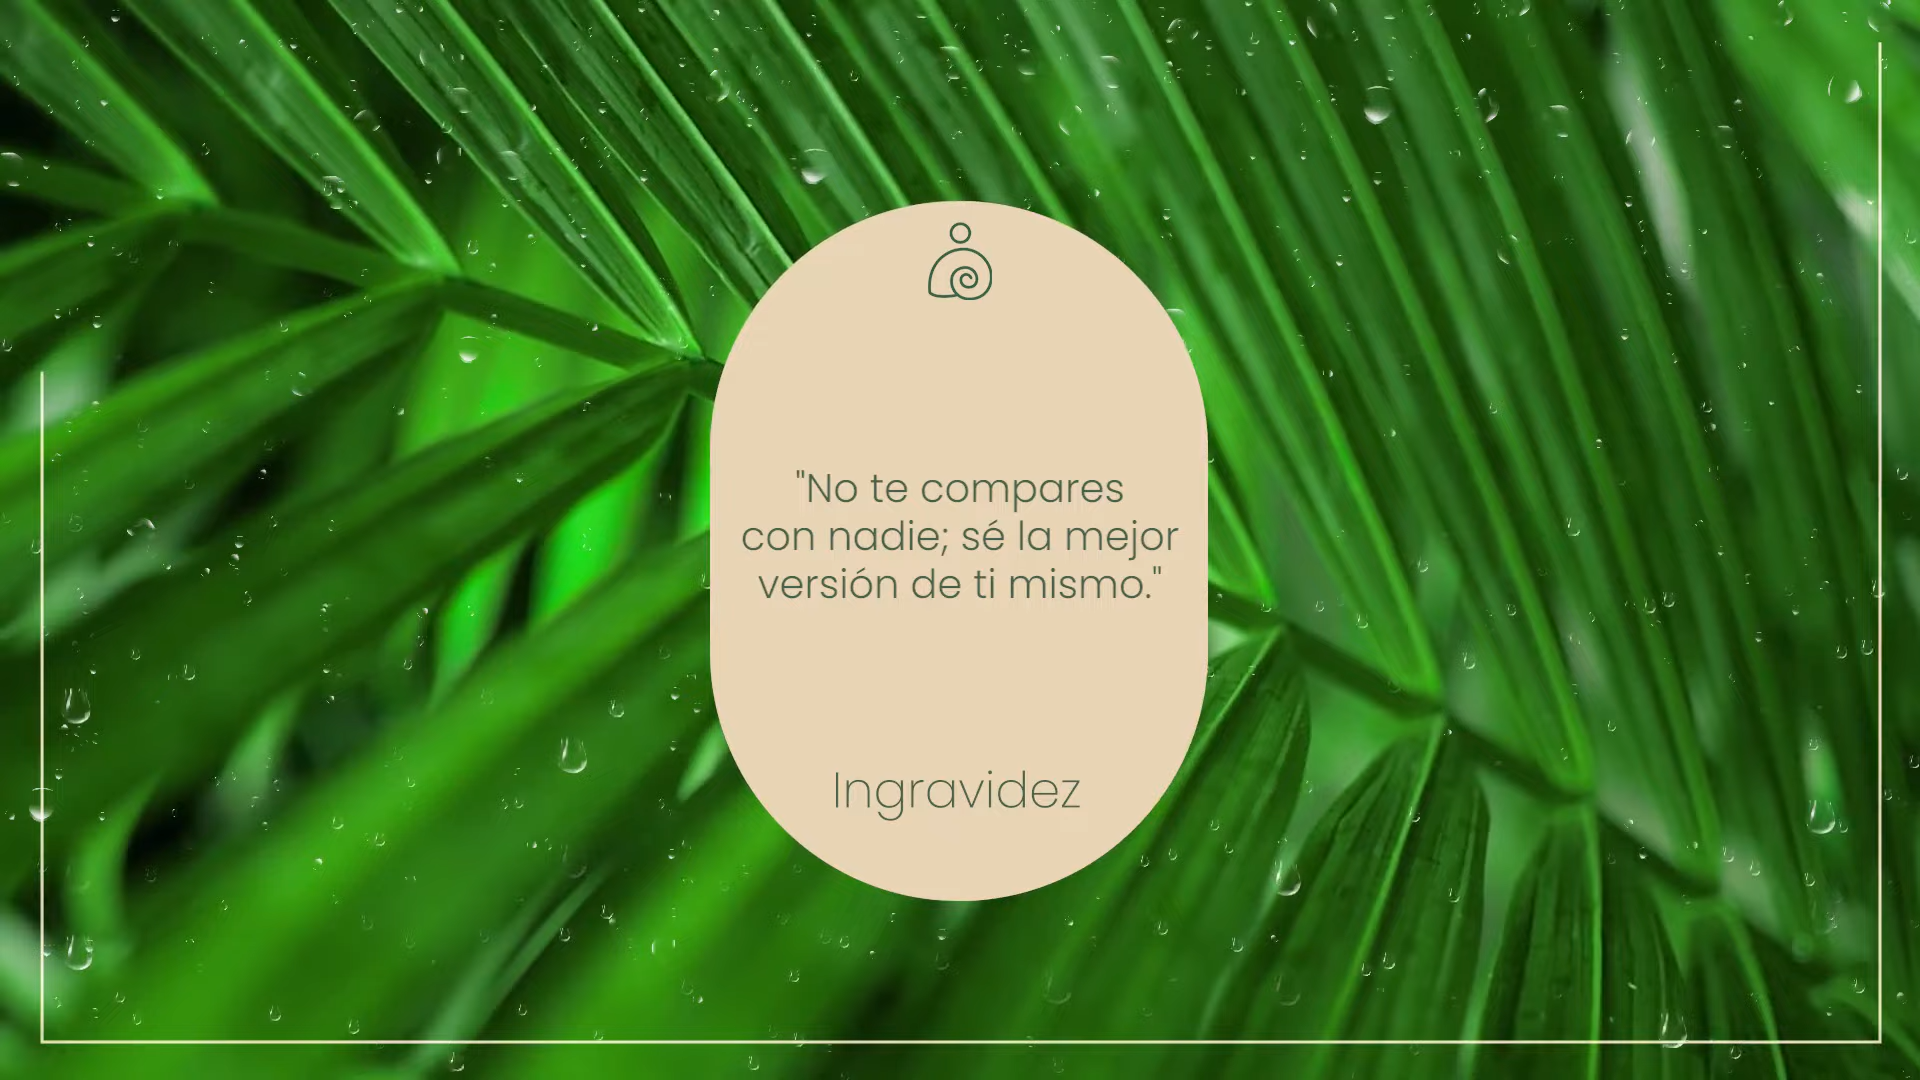 "No te compares
con nadie; sé la mejor
versión de ti mismo."
Ingravidez